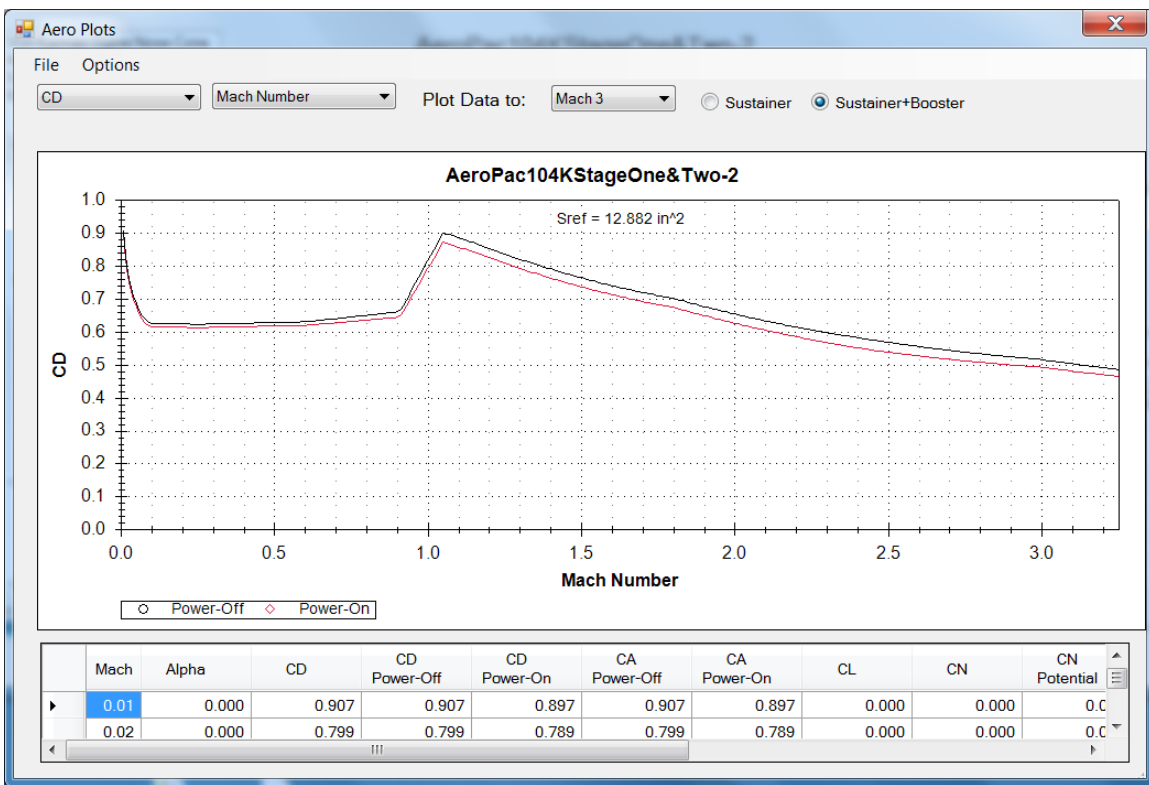 Aero Plots
File Options
CD Mach Number Plot Data to: Mach 3 Sustainer Sustainer+Booster
AeroPac104KStageOne&Two-2
Sref = 12.882 in^2
1.0
0.9
0.8
0.7
0.6
0.5
0.4
0.3
0.2
0.1
0.0
CD
0.0 0.5 1.0 1.5 2.0 2.5 3.0
Mach Number
Power-Off Power-On
Mach Alpha CD CD Power-Off CD Power-On CA Power-Off CA Power-On CL CN CN Potential
0.01 0.000 0.907 0.907 0.897 0.907 0.897 0.000 0.000 0.0
0.02 0.000 0.799 0.799 0.789 0.799 0.789 0.000 0.000 0.0